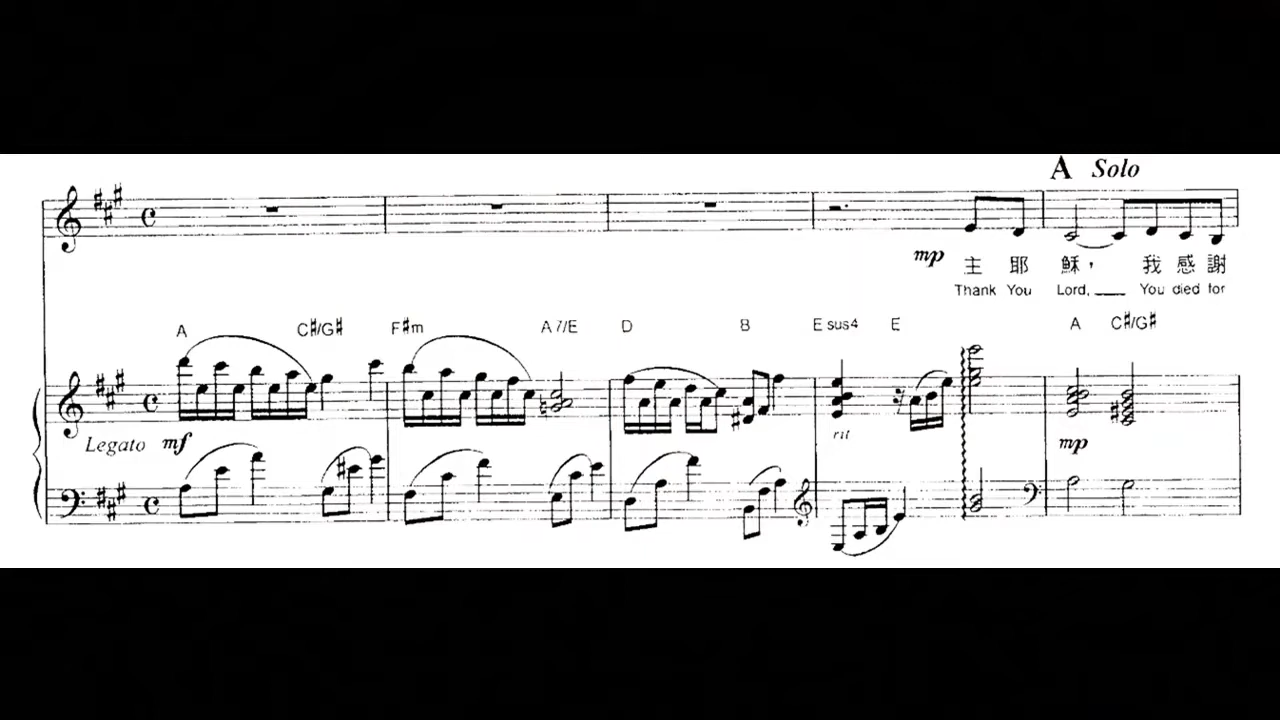 A Solo
mp
主 耶 穌， 我 感 謝
Thank You Lord, ___ You died for
A C♯/G♯ F♯m A7/E D B Esus4 E A C♯/G♯
Legato mf rit mp